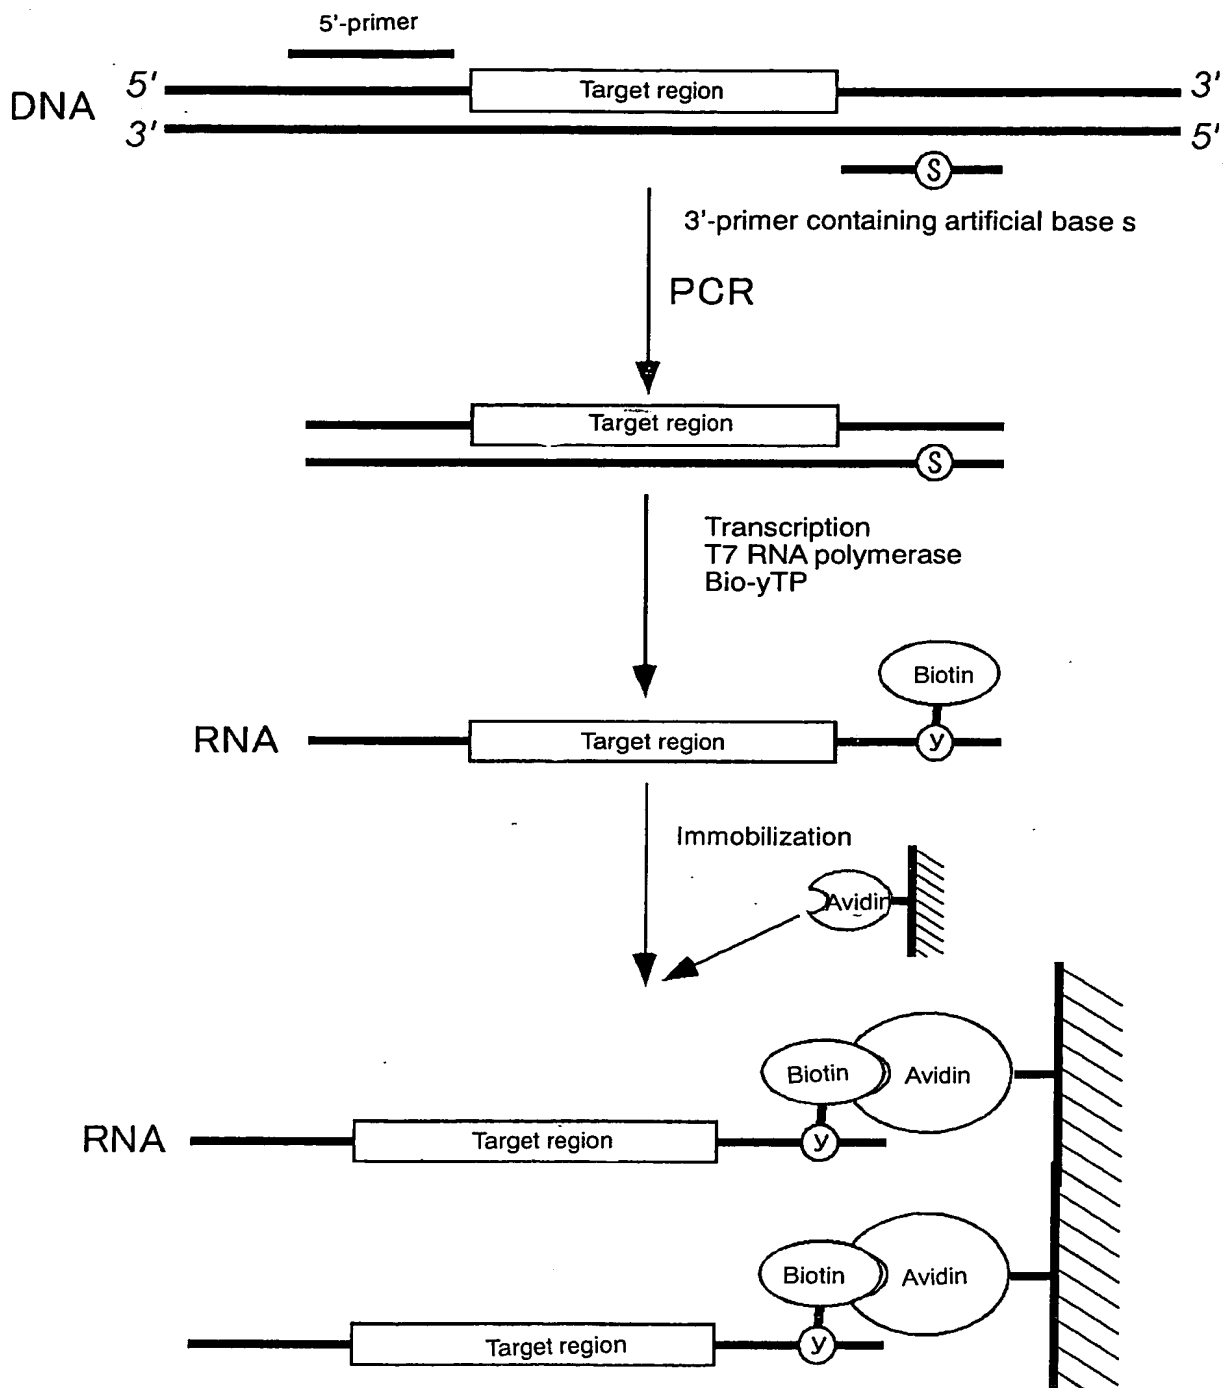 5'-primer
DNA
5'
Target region
3'
3'
5'
S
3'-primer containing artificial base s
PCR
Target region
S
Transcription
T7 RNA polymerase
Bio-yTP
Biotin
RNA
Target region
y
Immobilization
Avidin
Biotin
Avidin
RNA
Target region
y
Biotin
Avidin
Target region
y